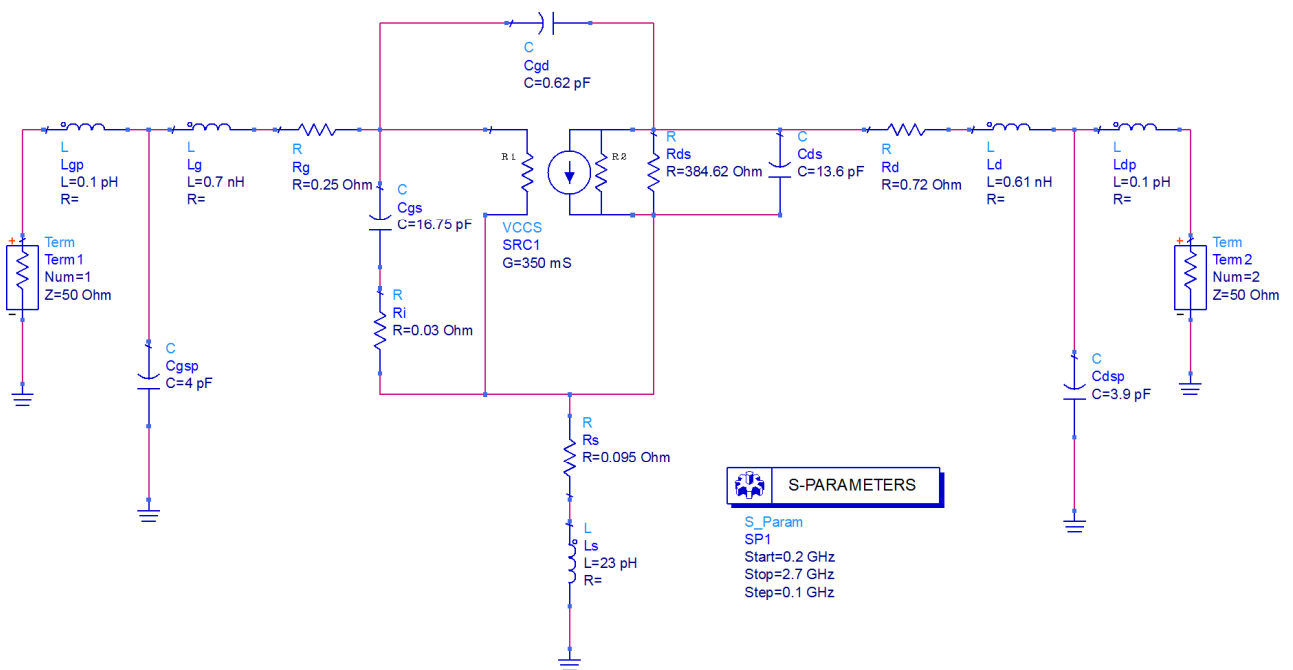 C
Cgd
C=0.62 pF
L
Lgp
L=0.1 pH
R=
L
Lg
L=0.7 nH
R=
R
Rg
R=0.25 Ohm
C
Cgs
C=16.75 pF
R1
R2
VCCS
SRC1
G=350 mS
R
Rds
R=384.62 Ohm
C
Cds
C=13.6 pF
R
Rd
R=0.72 Ohm
L
Ld
L=0.61 nH
R=
L
Ldp
L=0.1 pH
R=
+
Term
Term1
Num=1
Z=50 Ohm
-
R
Ri
R=0.03 Ohm
+
Term
Term2
Num=2
Z=50 Ohm
-
C
Cgsp
C=4 pF
C
Cdsp
C=3.9 pF
R
Rs
R=0.095 Ohm
L
Ls
L=23 pH
R=
S-PARAMETERS
S_Param
SP1
Start=0.2 GHz
Stop=2.7 GHz
Step=0.1 GHz